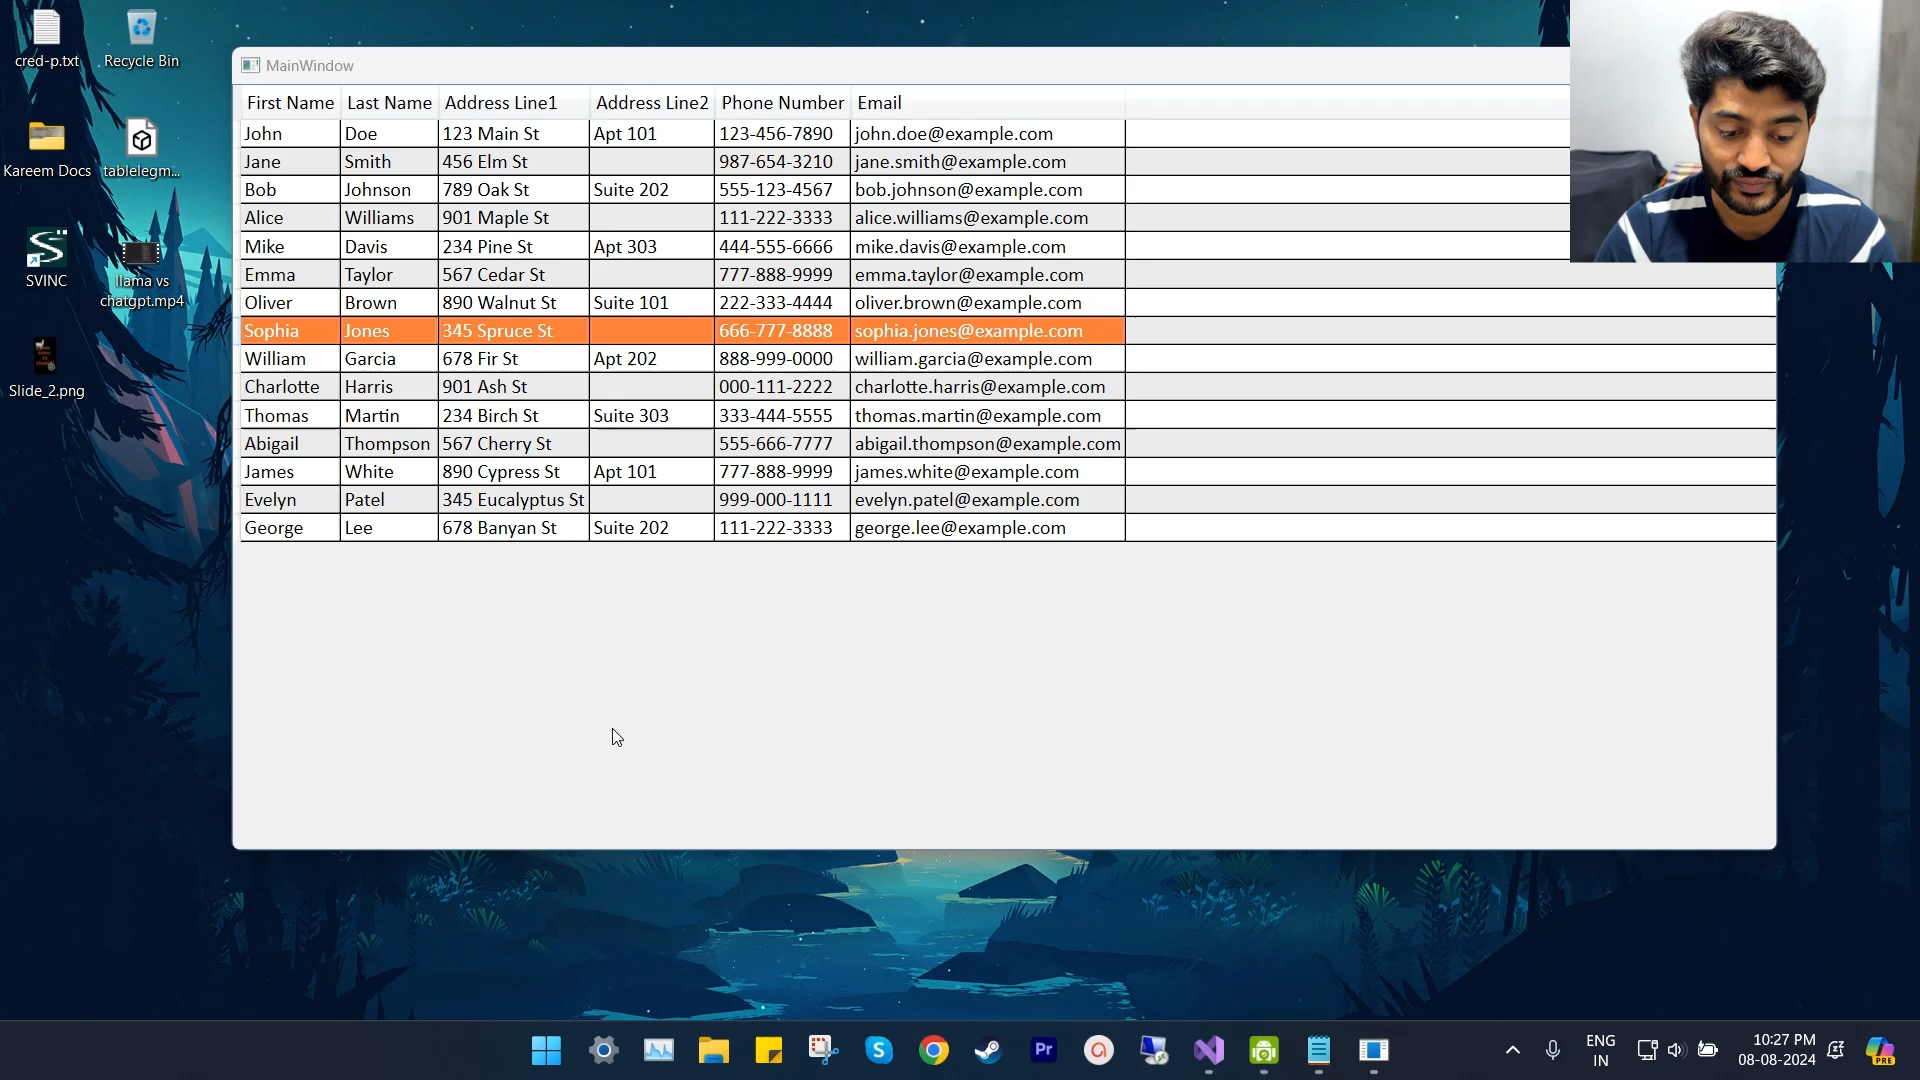 cred-p.txt
Recycle Bin
Kareem Docs
tablelegm...
SVINC
llama vs
chatgpt.mp4
Slide_2.png
MainWindow
First Name Last Name Address Line1 Address Line2 Phone Number Email
John Doe 123 Main St Apt 101 123-456-7890 john.doe@example.com
Jane Smith 456 Elm St 987-654-3210 jane.smith@example.com
Bob Johnson 789 Oak St Suite 202 555-123-4567 bob.johnson@example.com
Alice Williams 901 Maple St 111-222-3333 alice.williams@example.com
Mike Davis 234 Pine St Apt 303 444-555-6666 mike.davis@example.com
Emma Taylor 567 Cedar St 777-888-9999 emma.taylor@example.com
Oliver Brown 890 Walnut St Suite 101 222-333-4444 oliver.brown@example.com
Sophia Jones 345 Spruce St 666-777-8888 sophia.jones@example.com
William Garcia 678 Fir St Apt 202 888-999-0000 william.garcia@example.com
Charlotte Harris 901 Ash St 000-111-2222 charlotte.harris@example.com
Thomas Martin 234 Birch St Suite 303 333-444-5555 thomas.martin@example.com
Abigail Thompson 567 Cherry St 555-666-7777 abigail.thompson@example.com
James White 890 Cypress St Apt 101 777-888-9999 james.white@example.com
Evelyn Patel 345 Eucalyptus St 999-000-1111 evelyn.patel@example.com
George Lee 678 Banyan St Suite 202 111-222-3333 george.lee@example.com
S
Pr
ENG
IN
10:27 PM
08-08-2024
PRE